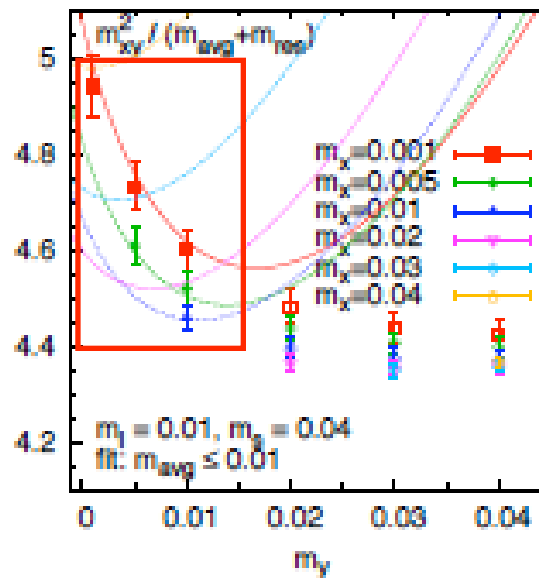 m²xy / (mavg+mres)
5
4.8
4.6
4.4
4.2
mx=0.001
mx=0.005
mx=0.01
mx=0.02
mx=0.03
mx=0.04
ml = 0.01, ms = 0.04
fit: mavg ≤ 0.01
0 0.01 0.02 0.03 0.04
my